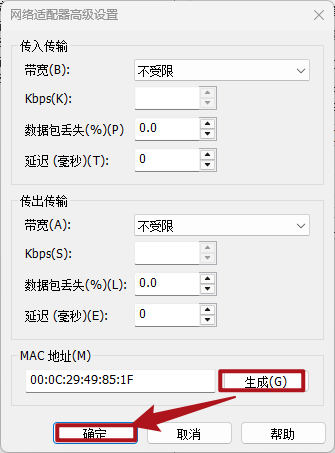 网络适配器高级设置
传入传输
带宽(B): 不受限
Kbps(K):
数据包丢失(%)(P) 0.0
延迟 (毫秒)(T): 0
传出传输
带宽(A): 不受限
Kbps(S):
数据包丢失(%)(L): 0.0
延迟 (毫秒)(E): 0
MAC 地址(M)
00:0C:29:49:85:1F 生成(G)
确定 取消 帮助